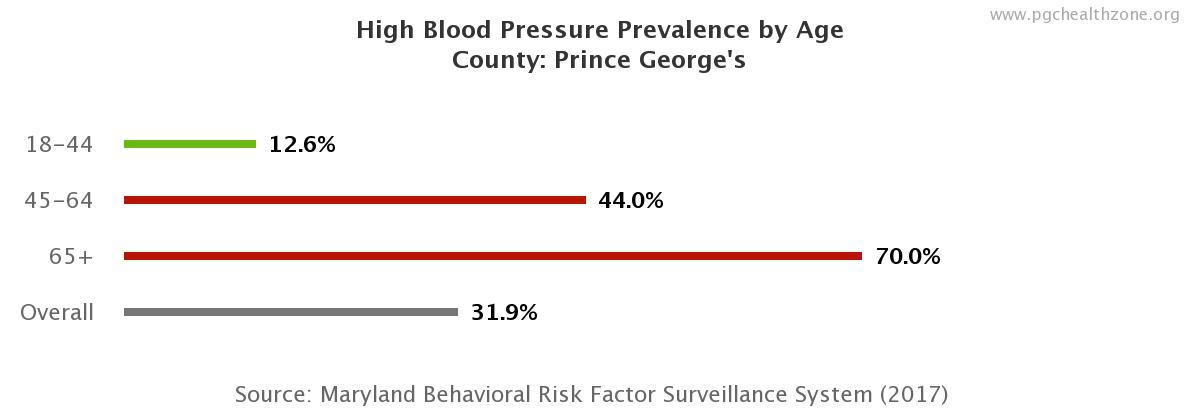 www.pgchealthzone.org
High Blood Pressure Prevalence by Age
County: Prince George's
18-44 12.6%
45-64 44.0%
65+ 70.0%
Overall 31.9%
Source: Maryland Behavioral Risk Factor Surveillance System (2017)